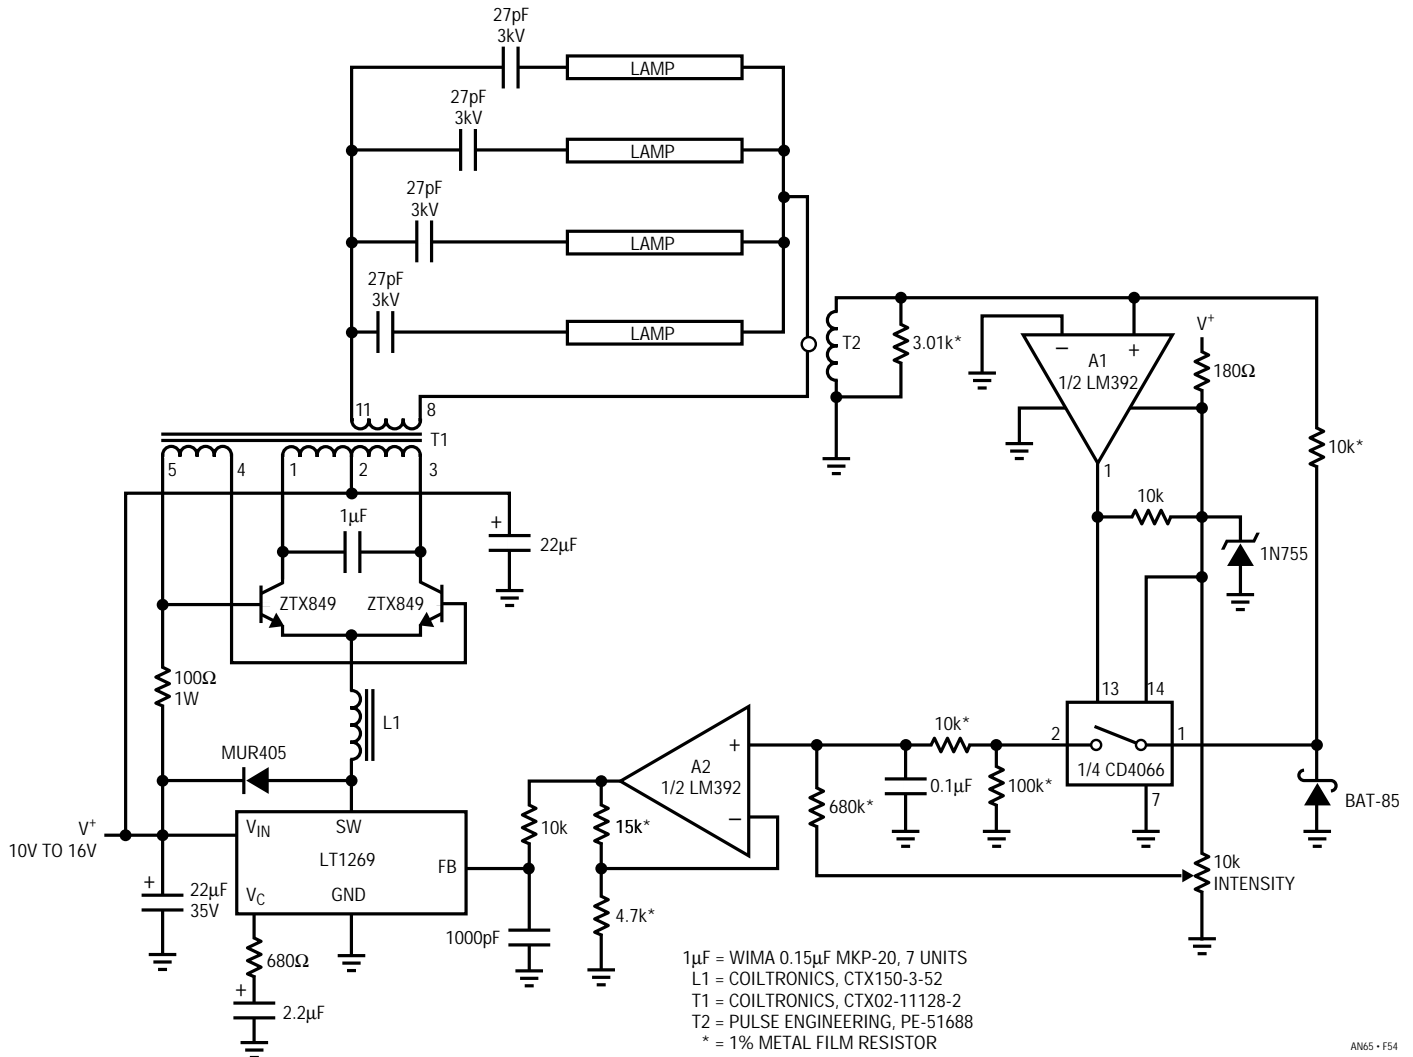 27pF
3kV
LAMP
27pF
3kV
LAMP
27pF
3kV
LAMP
27pF
3kV
LAMP
T2
3.01k*
A1
1/2 LM392
−
+
V+
180Ω
10k*
1
11
8
T1
5
4
1
2
3
1µF
+
22µF
10k
1N755
ZTX849
ZTX849
100Ω
1W
L1
13
14
2
1
1/4 CD4066
7
BAT-85
MUR405
A2
1/2 LM392
+
−
10k*
0.1µF
100k*
680k*
10k
15k*
4.7k*
10k
INTENSITY
V+
10V TO 16V
VIN
SW
LT1269
FB
VC
GND
+
22µF
35V
1000pF
680Ω
+
2.2µF
1µF = WIMA 0.15µF MKP-20, 7 UNITS
L1 = COILTRONICS, CTX150-3-52
T1 = COILTRONICS, CTX02-11128-2
T2 = PULSE ENGINEERING, PE-51688
* = 1% METAL FILM RESISTOR
AN65 • F54